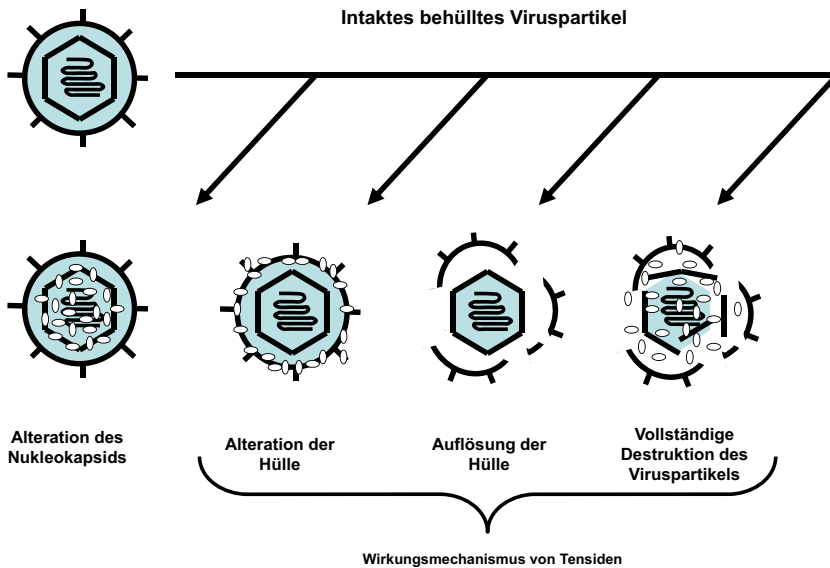 Intaktes behülltes Viruspartikel
Alteration des
Nukleokapsids
Alteration der
Hülle
Auflösung der
Hülle
Vollständige
Destruktion des
Viruspartikels
Wirkungsmechanismus von Tensiden